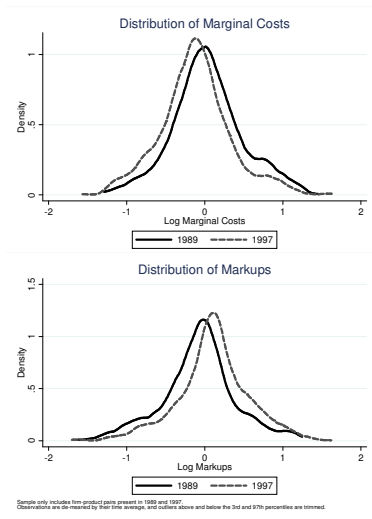 Distribution of Marginal Costs
1
.5
0
Density
-2 -1 0 1 2
Log Marginal Costs
1989 1997
Distribution of Markups
1.5
1
.5
0
Density
-2 -1 0 1 2
Log Markups
1989 1997
Sample only includes firm-product pairs present in 1989 and 1997.
Observations are de-meaned by their time average, and outliers above and below the 3rd and 97th percentiles are trimmed.